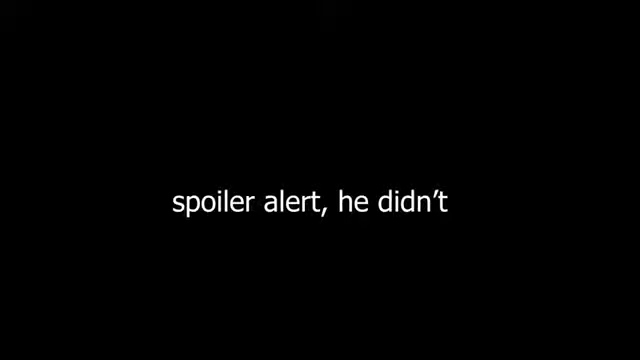 spoiler alert, he didn’t